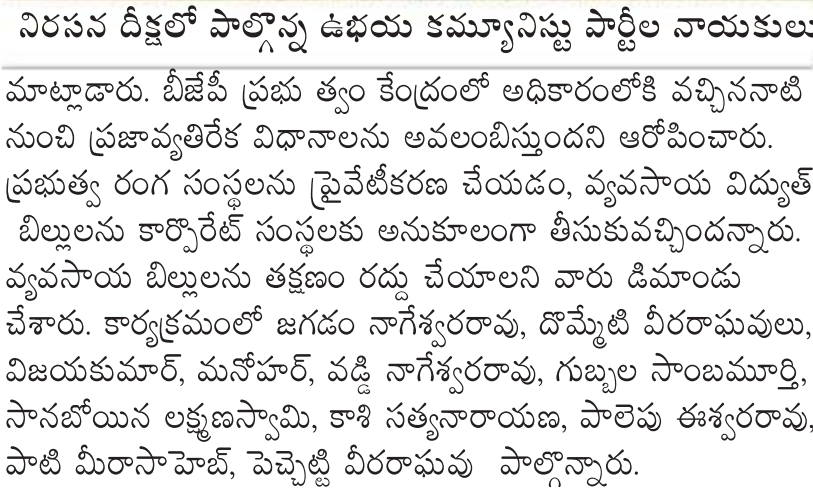 నిరసన దీక్షలో పాల్గొన్న ఉభయ కమ్యూనిస్టు పార్టీల నాయకులు
మాట్లాడారు. బీజేపీ ప్రభు త్వం కేంద్రంలో అధికారంలోకి వచ్చిననాటి
నుంచి ప్రజావ్యతిరేక విధానాలను అవలంబిస్తుందని ఆరోపించారు.
ప్రభుత్వ రంగ సంస్థలను ప్రైవేటీకరణ చేయడం, వ్యవసాయ విద్యుత్
బిల్లులను కార్పొరేట్ సంస్థలకు అనుకూలంగా తీసుకువచ్చిందన్నారు.
వ్యవసాయ బిల్లులను తక్షణం రద్దు చేయాలని వారు డిమాండు
చేశారు. కార్యక్రమంలో జగడం నాగేశ్వరరావు, దొమ్మేటి వీరరాఘవులు,
విజయకుమార్, మనోహర్, వడ్డి నాగేశ్వరరావు, గుబ్బల సాంబమూర్తి,
సానబోయిన లక్ష్మణస్వామి, కాశి సత్యనారాయణ, పాలెపు ఈశ్వరరావు,
పాటి మీరాసాహెబ్, పెచ్చెట్టి వీరరాఘవు పాల్గొన్నారు.